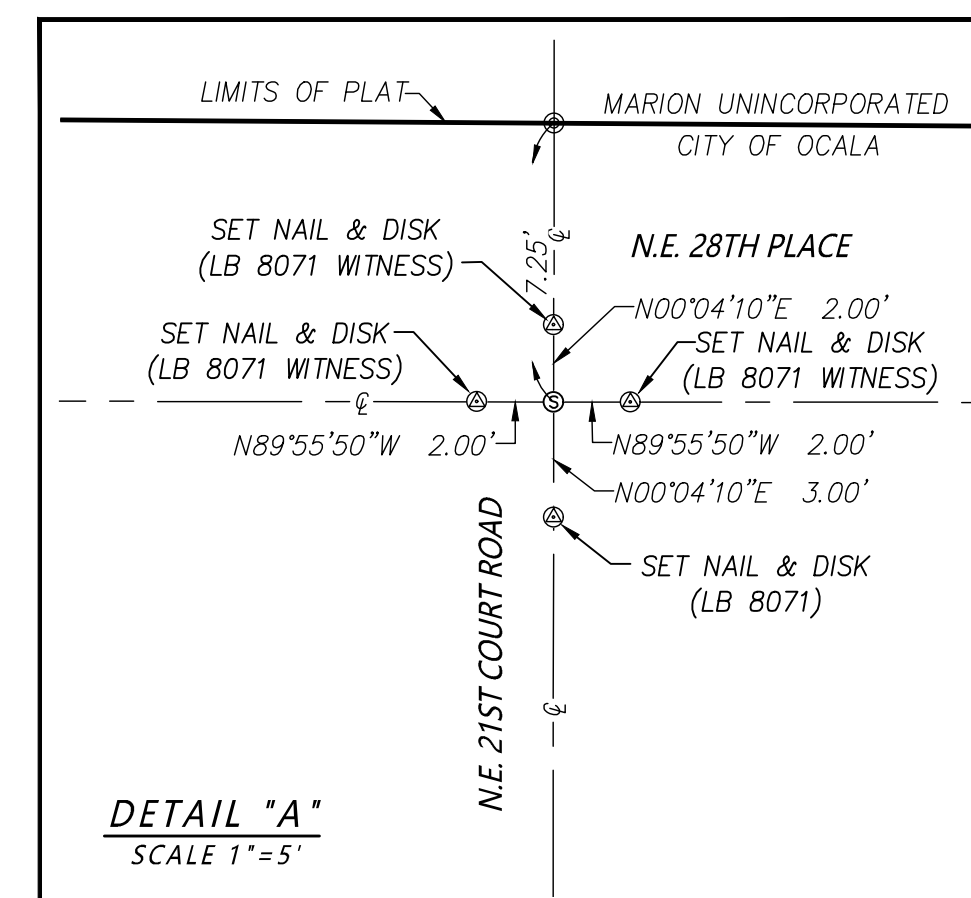 LIMITS OF PLAT
MARION UNINCORPORATED
CITY OF OCALA
SET NAIL & DISK
(LB 8071 WITNESS)
7.25'
℄
N.E. 28TH PLACE
N00°04'10"E 2.00'
SET NAIL & DISK
(LB 8071 WITNESS)
SET NAIL & DISK
(LB 8071 WITNESS)
℄
S
N89°55'50"W 2.00'
N89°55'50"W 2.00'
N00°04'10"E 3.00'
SET NAIL & DISK
(LB 8071)
N.E. 21ST COURT ROAD
℄
DETAIL "A"
SCALE 1"=5'